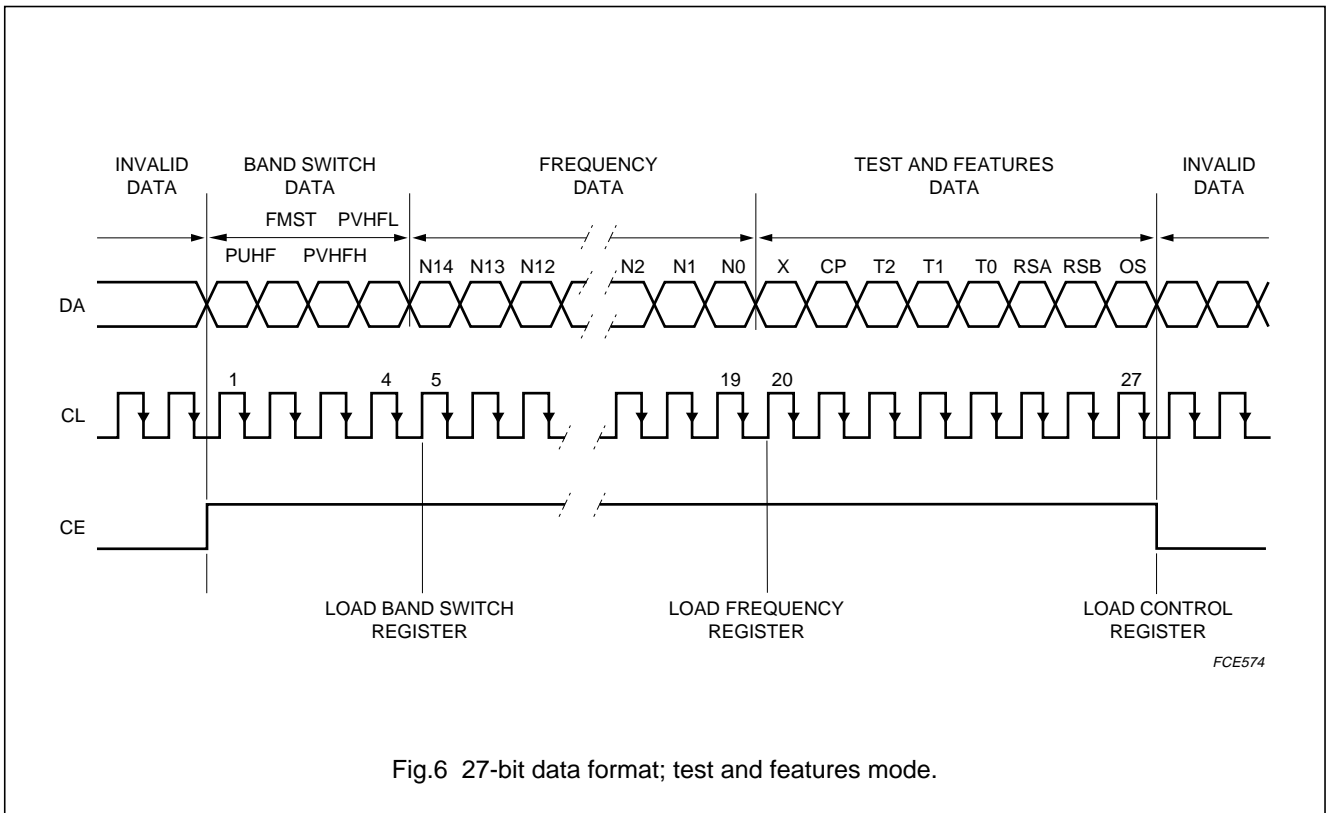 INVALID DATA
BAND SWITCH DATA
FREQUENCY DATA
TEST AND FEATURES DATA
INVALID DATA
FMST PVHFL
PUHF PVHFH
N14 N13 N12 N2 N1 N0 X CP T2 T1 T0 RSA RSB OS
DA
1 4 5 19 20 27
CL
CE
LOAD BAND SWITCH REGISTER
LOAD FREQUENCY REGISTER
LOAD CONTROL REGISTER
FCE574
Fig.6 27-bit data format; test and features mode.